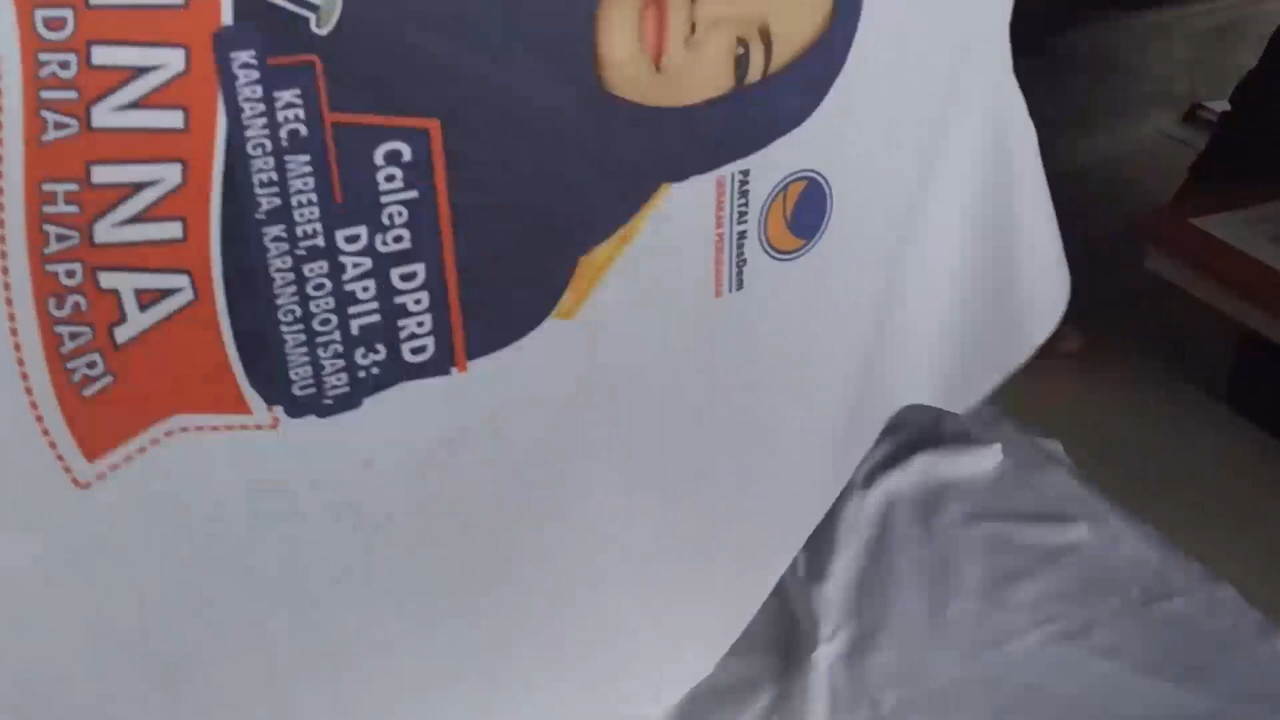 INNA
DRIA HAPSARI
Caleg DPRD
DAPIL 3:
KEC. MREBET, BOBOTSARI,
KARANGREJA, KARANGJAMBU
PARTAI NasDem